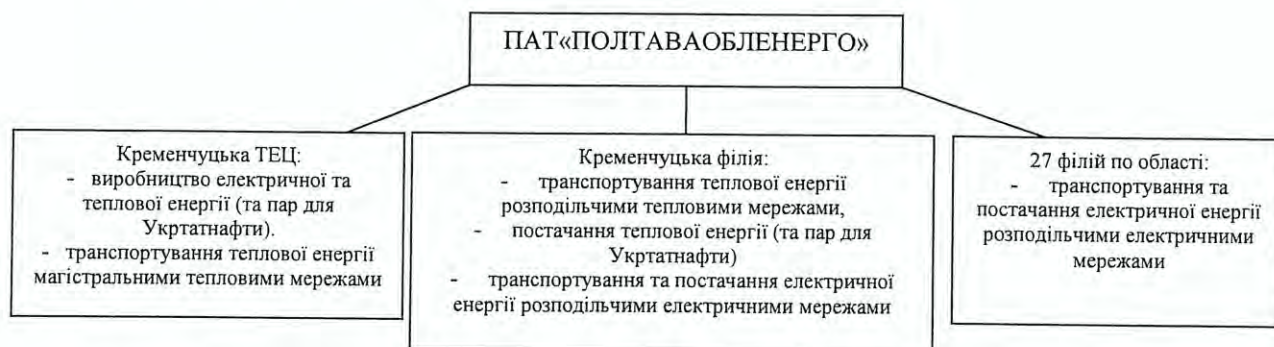 ПАТ«ПОЛТАВАОБЛЕНЕРГО»
Кременчуцька ТЕЦ:
- виробництво електричної та
теплової енергії (та пар для
Укртатнафти).
- транспортування теплової енергії
магістральними тепловими мережами
Кременчуцька філія:
- транспортування теплової енергії
розподільчими тепловими мережами,
- постачання теплової енергії (та пар для
Укртатнафти)
- транспортування та постачання електричної
енергії розподільчими електричними мережами
27 філій по області:
- транспортування та
постачання електричної енергії
розподільчими електричними
мережами